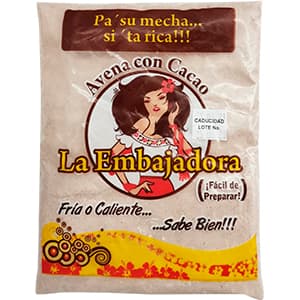 Pa´su mecha...
si ´ta rica!!!
Avena con Cacao
CADUCIDAD
LOTE No.
La Embajadora
¡Fácil de
Preparar!
Fría o Caliente...
...Sabe Bien!!!